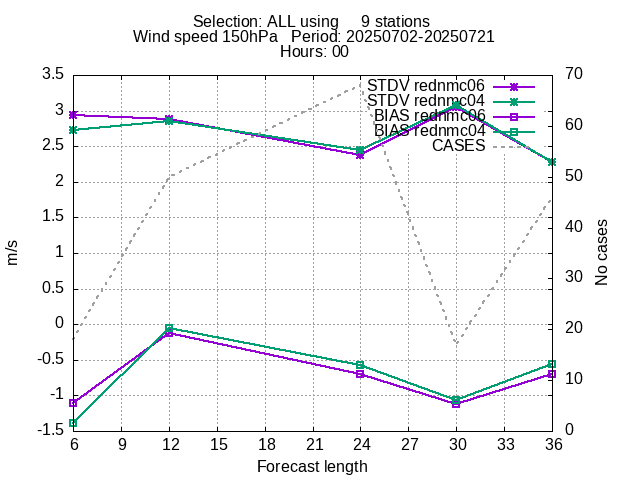 Selection: ALL using     9 stations
Wind speed 150hPa   Period: 20250702-20250721
Hours: 00
3.5
3
2.5
2
1.5
1
0.5
0
-0.5
-1
-1.5
m/s
STDV rednmc06
STDV rednmc04
BIAS rednmc06
BIAS rednmc04
CASES
70
60
50
40
30
20
10
0
No cases
6 9 12 15 18 21 24 27 30 33 36
Forecast length